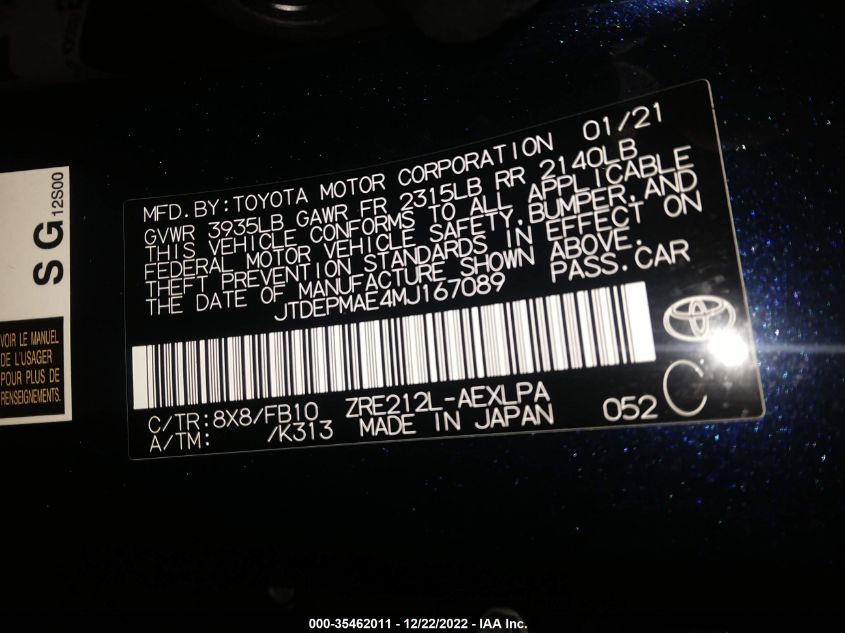 MFD.BY:TOYOTA MOTOR CORPORATION 01/21
GVWR 3935LB GAWR FR 2315LB RR 2140LB
THIS VEHICLE CONFORMS TO ALL APPLICABLE
FEDERAL MOTOR VEHICLE SAFETY,BUMPER,AND
THEFT PREVENTION STANDARDS IN EFFECT ON
THE DATE OF MANUFACTURE SHOWN ABOVE.
JTDEPMAE4MJ167089 PASS.CAR
C/TR:8X8/FB10 ZRE212L-AEXLPA
A/TM: /K313 MADE IN JAPAN 052 C
SG 12S00
VOIR LE MANUEL
DE L'USAGER
POUR PLUS DE
RENSEIGNEMENTS.
000-35462011 - 12/22/2022 - IAA Inc.